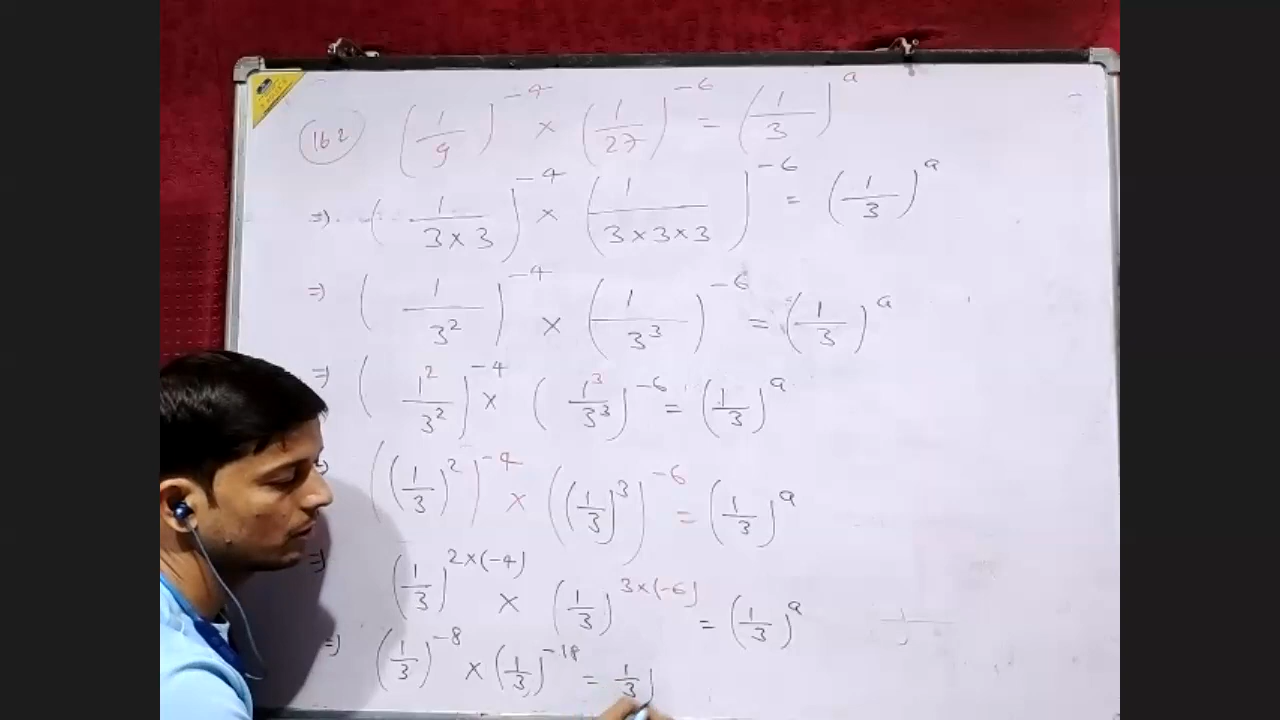 162 (1/9)^-4 × (1/27)^-6 = (1/3)^a
=) (1/3×3)^-4 × (1/3×3×3)^-6 = (1/3)^a
=) (1/3²)^-4 × (1/3³)^-6 = (1/3)^a
=) (1²/3²)^-4 × (1³/3³)^-6 = (1/3)^a
((1/3)²)^-4 × ((1/3)³)^-6 = (1/3)^a
=) (1/3)^2×(-4) × (1/3)^3×(-6) = (1/3)^a
=) (1/3)^-8 × (1/3)^-18 = 1/3)